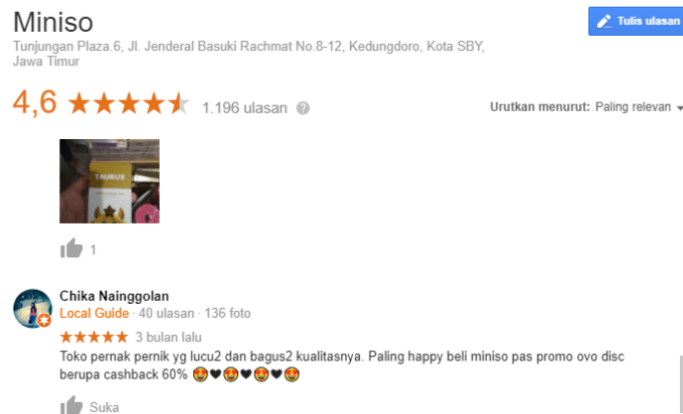 Miniso
Tulis ulasan
Tunjungan Plaza.6, Jl. Jenderal Basuki Rachmat No.8-12, Kedungdoro, Kota SBY,
Jawa Timur
4,6 1.196 ulasan ?
Urutkan menurut: Paling relevan
TAURUS
1
Chika Nainggolan
Local Guide · 40 ulasan · 136 foto
3 bulan lalu
Toko pernak pernik yg lucu2 dan bagus2 kualitasnya. Paling happy beli miniso pas promo ovo disc
berupa cashback 60% 😍🖤😍🖤😍🖤😍
Suka